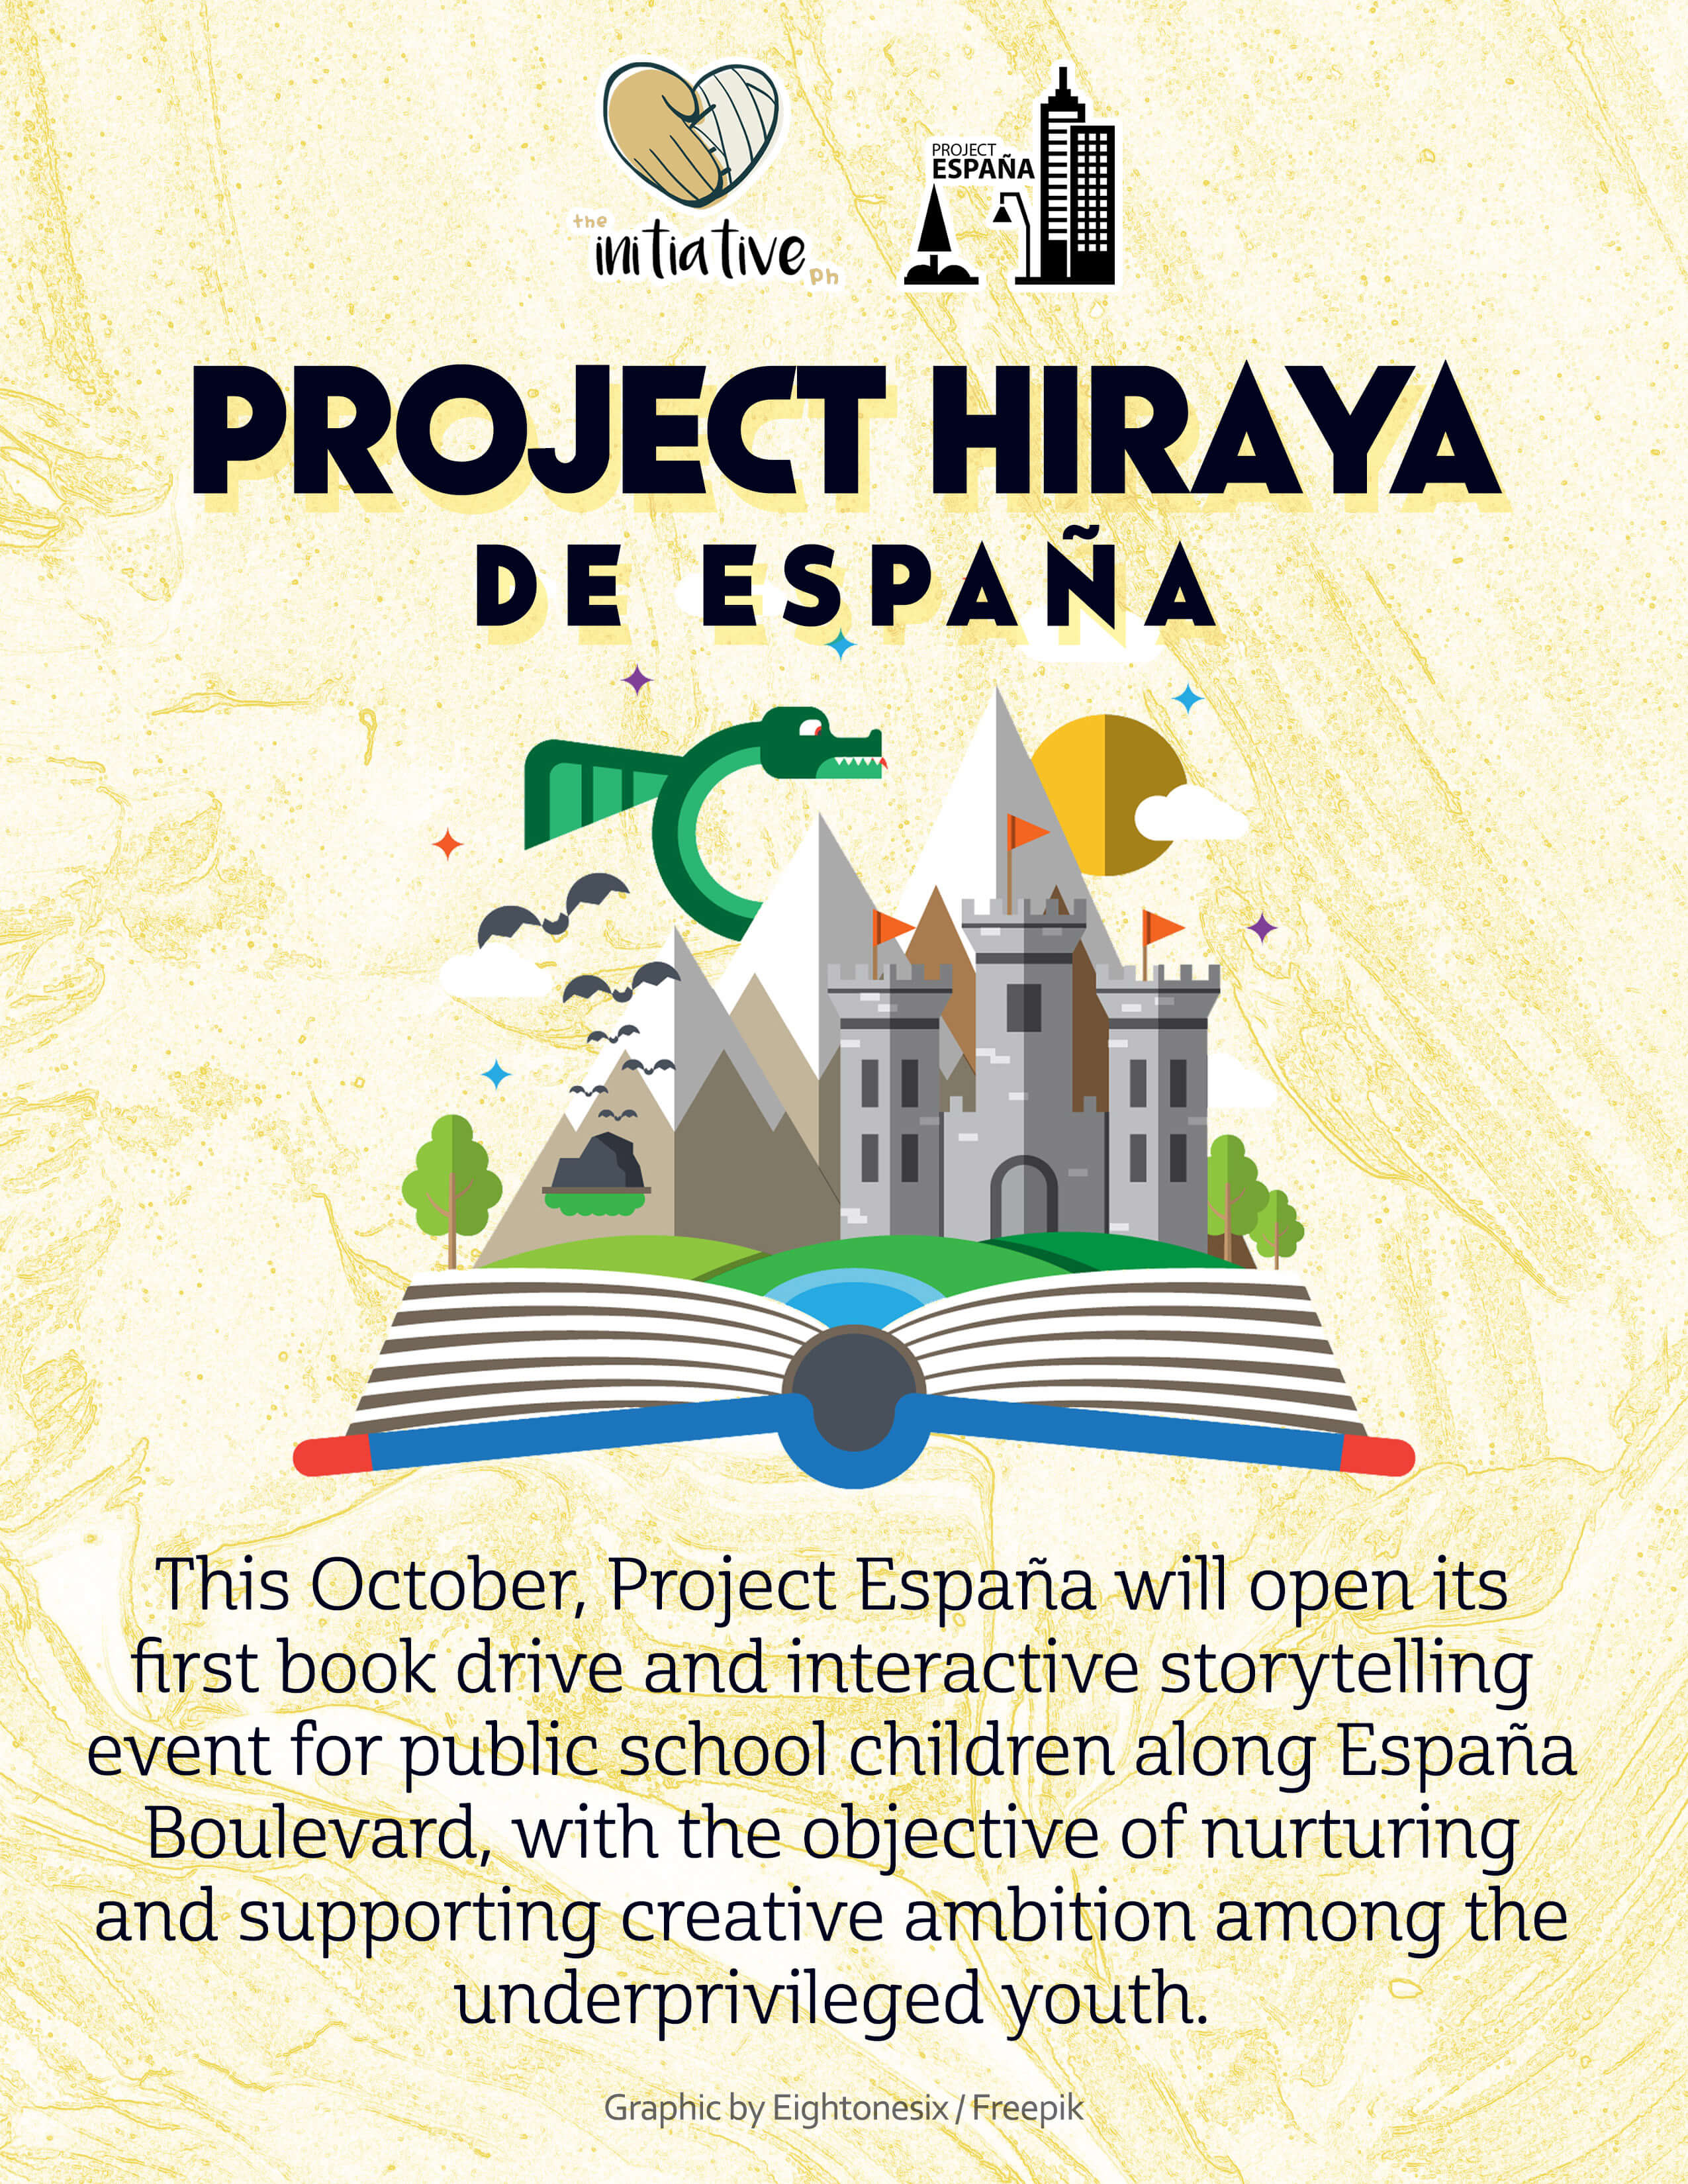 the
initiative
ph
PROJECT
ESPAÑA
PROJECT HIRAYA
DE ESPAÑA
This October, Project España will open its
first book drive and interactive storytelling
event for public school children along España
Boulevard, with the objective of nurturing
and supporting creative ambition among the
underprivileged youth.
Graphic by Eightonesix / Freepik